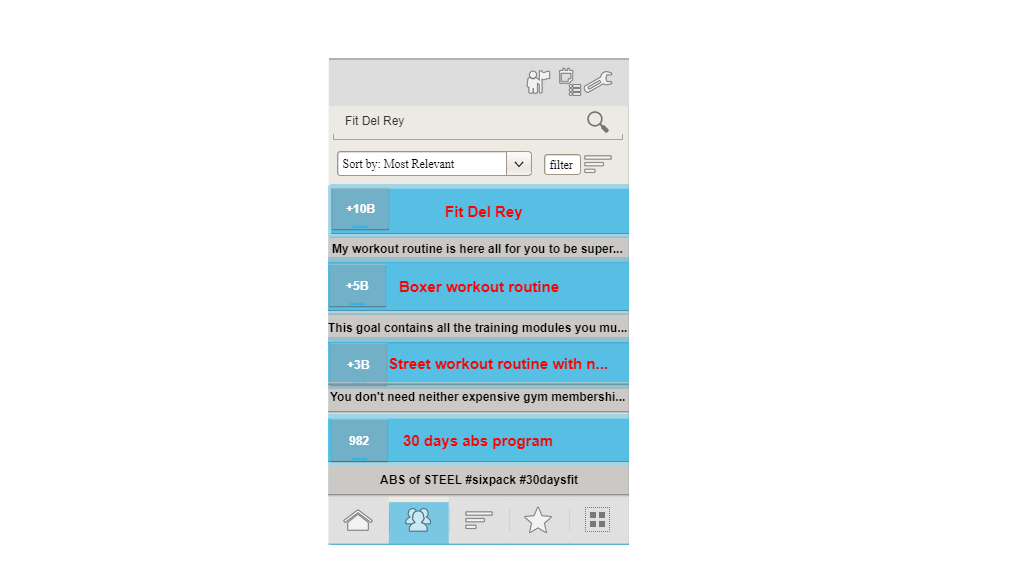 Fit Del Rey
Sort by: Most Relevant
filter
+10B
Fit Del Rey
My workout routine is here all for you to be super...
+5B
Boxer workout routine
This goal contains all the training modules you mu...
+3B
Street workout routine with n...
You don't need neither expensive gym membershi...
982
30 days abs program
ABS of STEEL #sixpack #30daysfit